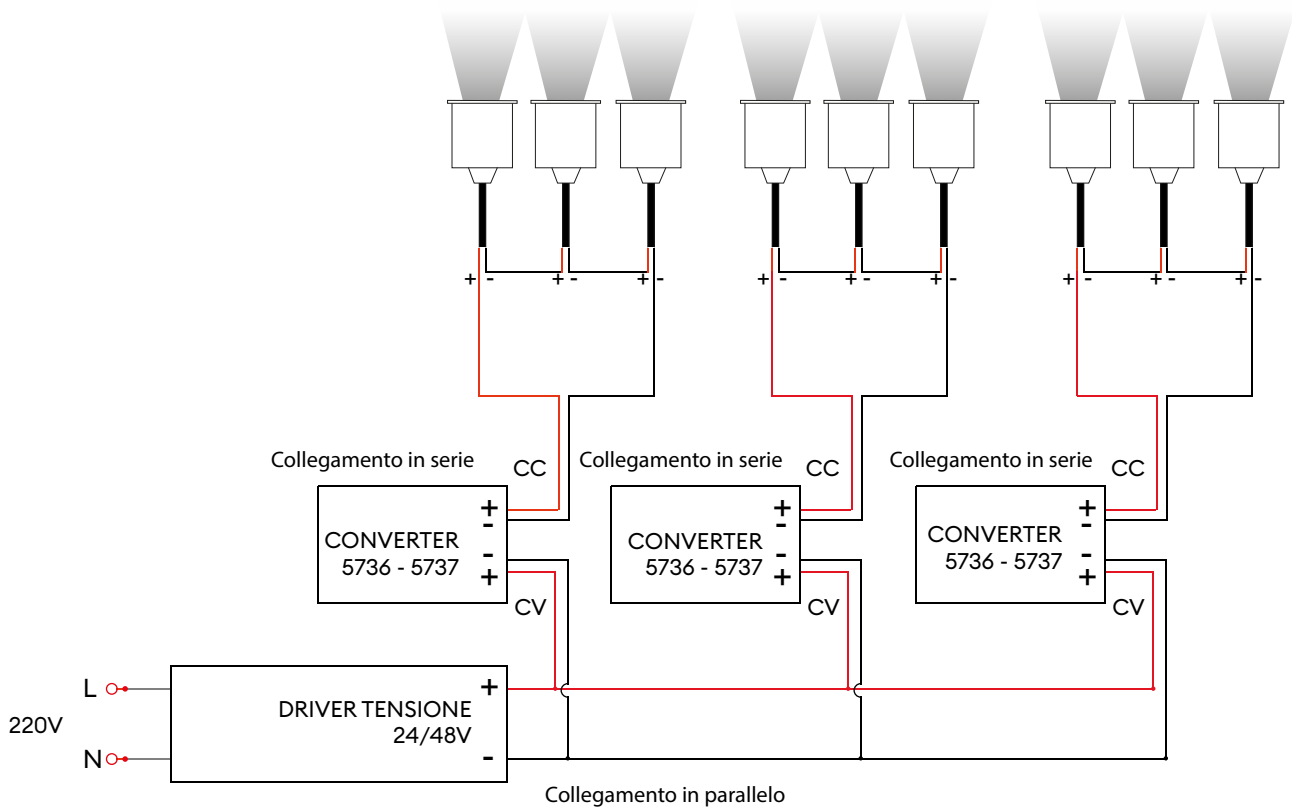 + - + - + -
+ - + - + -
+ - + - + -
Collegamento in serie
CC
Collegamento in serie
CC
Collegamento in serie
CC
+
-
CONVERTER
5736 - 5737
-
+
CV
+
-
CONVERTER
5736 - 5737
-
+
CV
+
-
CONVERTER
5736 - 5737
-
+
CV
L
220V
N
+
DRIVER TENSIONE
24/48V
-
Collegamento in parallelo